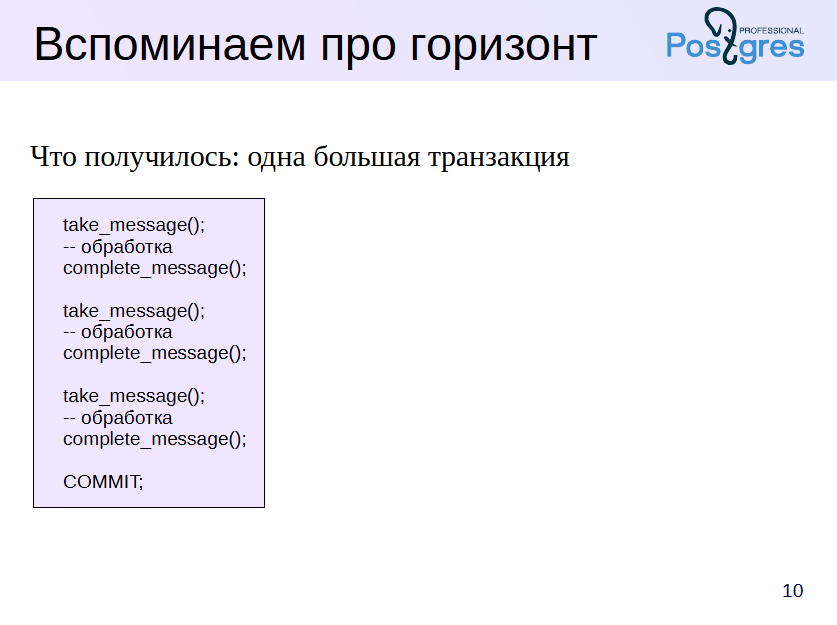 Вспоминаем про горизонт
PROFESSIONAL
Postgres
Что получилось: одна большая транзакция
take_message();
-- обработка
complete_message();
take_message();
-- обработка
complete_message();
take_message();
-- обработка
complete_message();
COMMIT;
10